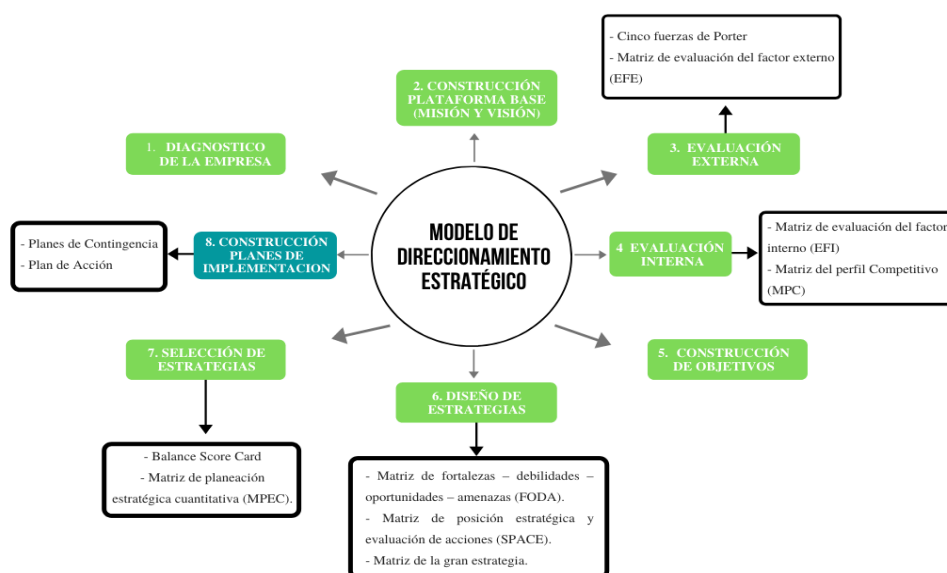 MODELO DE
DIRECCIONAMIENTO
ESTRATÉGICO
1. DIAGNOSTICO
DE LA EMPRESA
2. CONSTRUCCIÓN
PLATAFORMA BASE
(MISIÓN Y VISIÓN)
3. EVALUACIÓN
EXTERNA
- Cinco fuerzas de Porter
- Matriz de evaluación del factor externo
(EFE)
4 EVALUACIÓN
INTERNA
- Matriz de evaluación del factor
interno (EFI)
- Matriz del perfil Competitivo
(MPC)
5. CONSTRUCCIÓN
DE OBJETIVOS
6. DISEÑO DE
ESTRATEGIAS
- Matriz de fortalezas – debilidades –
oportunidades – amenazas (FODA).
- Matriz de posición estratégica y
evaluación de acciones (SPACE).
- Matriz de la gran estrategia.
7. SELECCIÓN DE
ESTRATEGIAS
- Balance Score Card
- Matriz de planeación
estratégica cuantitativa (MPEC).
8. CONSTRUCCIÓN
PLANES DE
IMPLEMENTACION
- Planes de Contingencia
- Plan de Acción